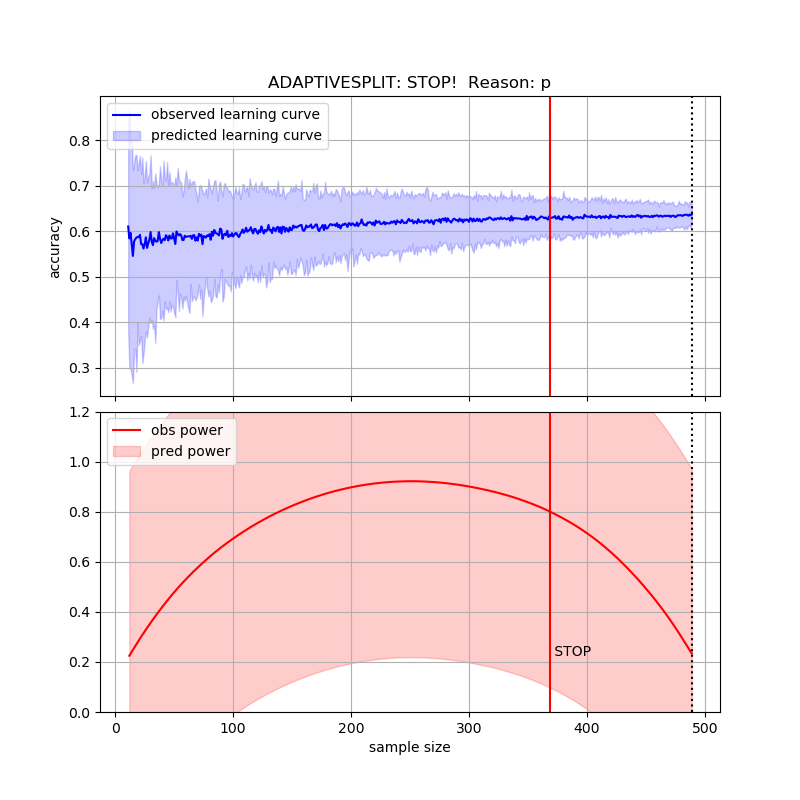 ADAPTIVESPLIT: STOP!  Reason: p
observed learning curve
predicted learning curve
accuracy
0.8
0.7
0.6
0.5
0.4
0.3
obs power
pred power
1.2
1.0
0.8
0.6
0.4
0.2
0.0
STOP
0
100
200
300
400
500
sample size